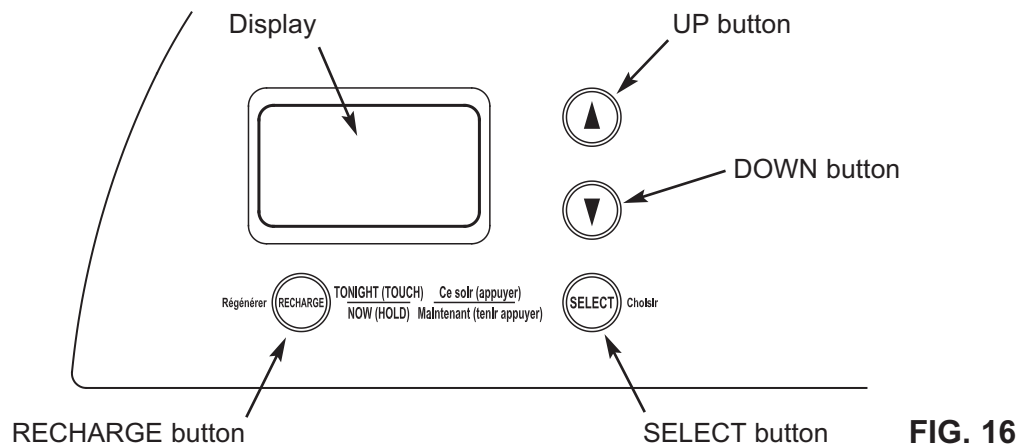 Display
UP button
DOWN button
Régénérer
RECHARGE
TONIGHT (TOUCH) Ce soir (appuyer)
NOW (HOLD) Maintenant (tenir appuyer)
SELECT
Choisir
RECHARGE button
SELECT button
FIG. 16